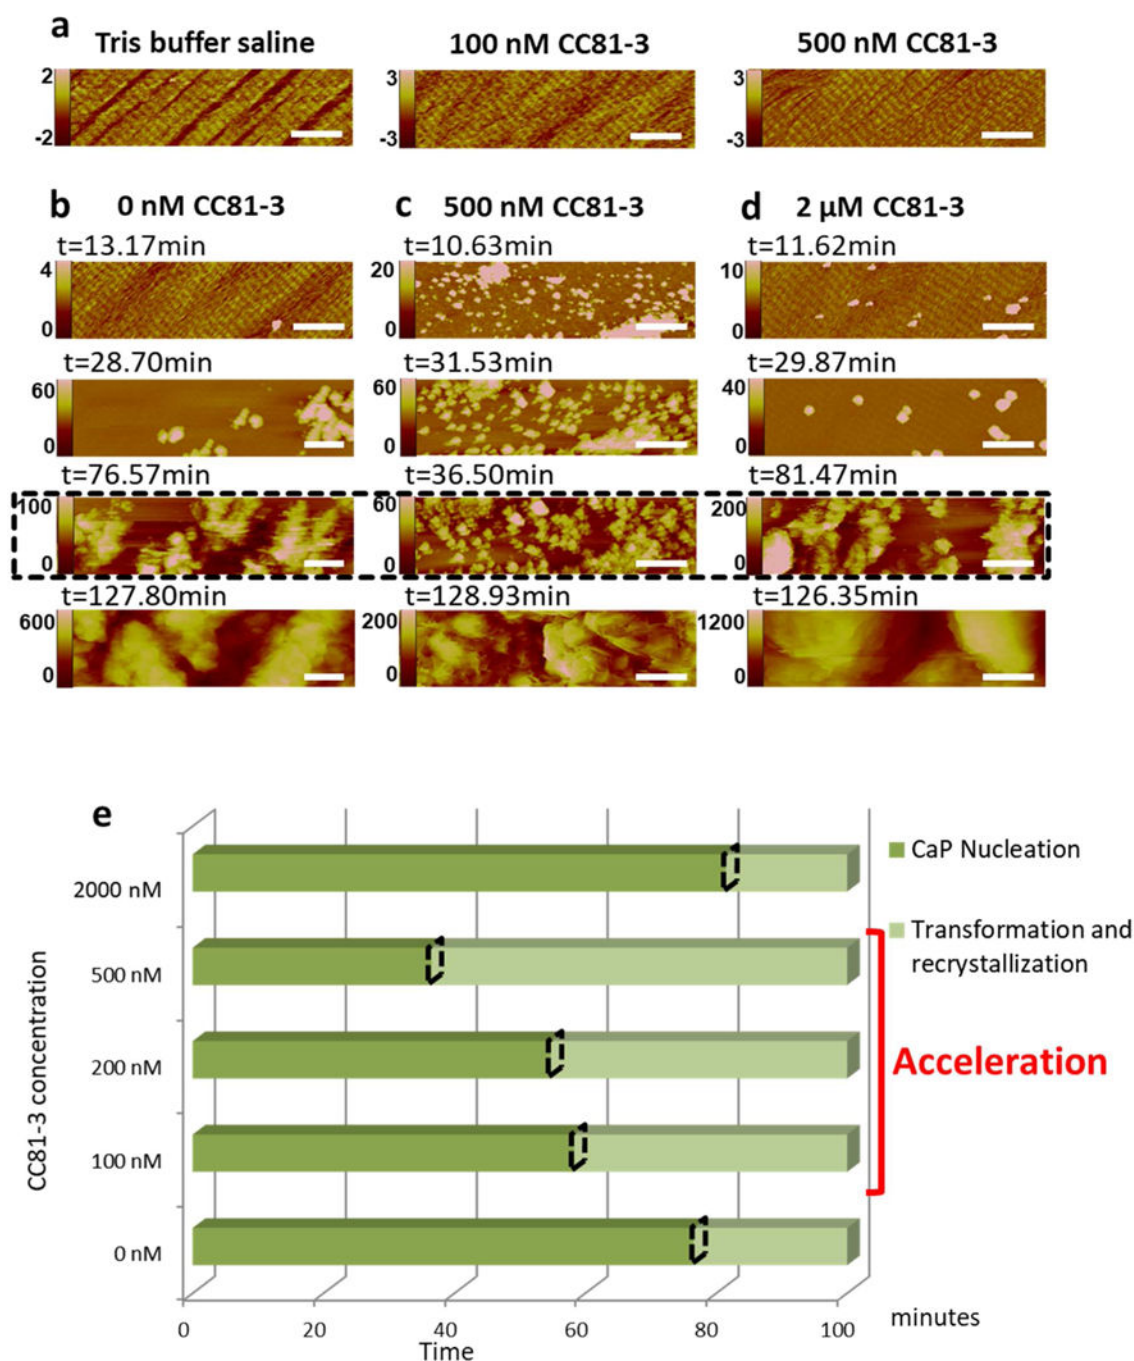 a
Tris buffer saline
100 nM CC81-3
500 nM CC81-3
2
-2
3
-3
3
-3
b 0 nM CC81-3
c 500 nM CC81-3
d 2 μM CC81-3
t=13.17min
t=10.63min
t=11.62min
4
0
20
0
10
0
t=28.70min
t=31.53min
t=29.87min
60
0
60
0
40
0
t=76.57min
t=36.50min
t=81.47min
100
0
60
0
200
0
t=127.80min
t=128.93min
t=126.35min
600
0
200
0
1200
0
e
CC81-3 concentration
2000 nM
500 nM
200 nM
100 nM
0 nM
CaP Nucleation
Transformation and
recrystallization
Acceleration
0 20 40 60 80 100
minutes
Time